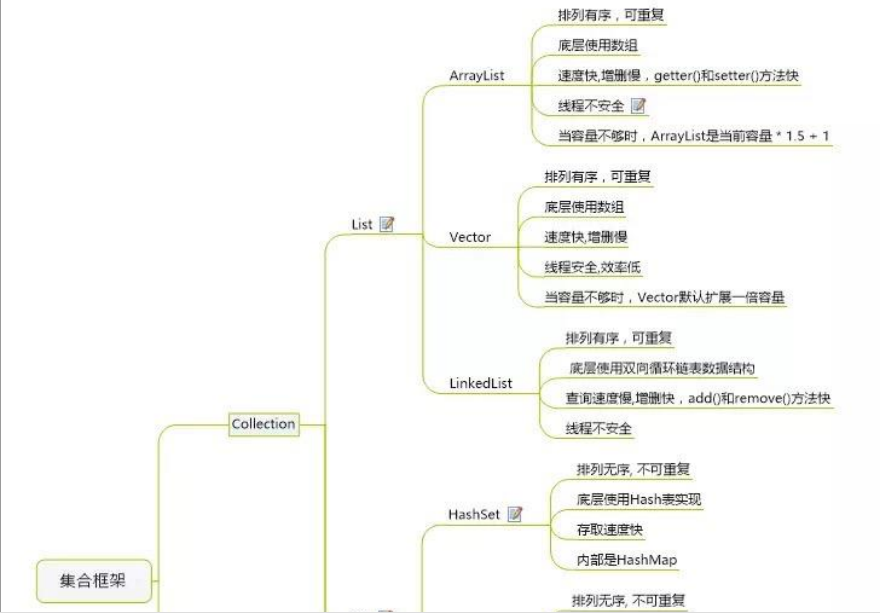 排列有序，可重复
底层使用数组
ArrayList
速度快,增删慢，getter()和setter()方法快
线程不安全
当容量不够时，ArrayList是当前容量 * 1.5 + 1
List
排列有序，可重复
底层使用数组
Vector
速度快,增删慢
线程安全,效率低
当容量不够时，Vector默认扩展一倍容量
排列有序，可重复
底层使用双向循环链表数据结构
LinkedList
查询速度慢,增删快，add()和remove()方法快
线程不安全
Collection
排列无序, 不可重复
底层使用Hash表实现
HashSet
存取速度快
内部是HashMap
集合框架
排列无序, 不可重复